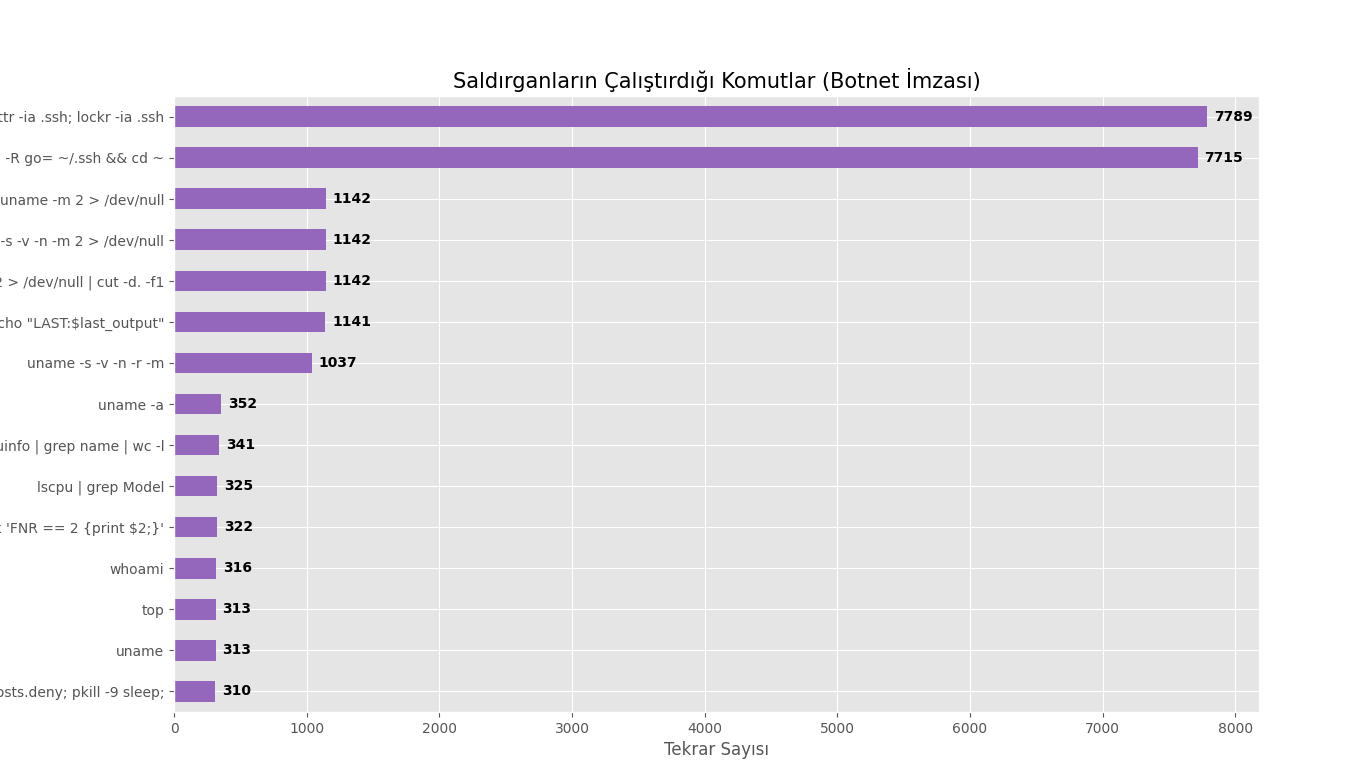 Saldırganların Çalıştırdığı Komutlar (Botnet İmzası)
ttr -ia .ssh; lockr -ia .ssh
7789
-R go= ~/.ssh && cd ~
7715
uname -m 2 > /dev/null
1142
-s -v -n -m 2 > /dev/null
1142
2 > /dev/null | cut -d. -f1
1142
cho "LAST:$last_output"
1141
uname -s -v -n -r -m
1037
uname -a
352
uinfo | grep name | wc -l
341
lscpu | grep Model
325
'FNR == 2 {print $2;}'
322
whoami
316
top
313
uname
313
osts.deny; pkill -9 sleep;
310
0 1000 2000 3000 4000 5000 6000 7000 8000
Tekrar Sayısı